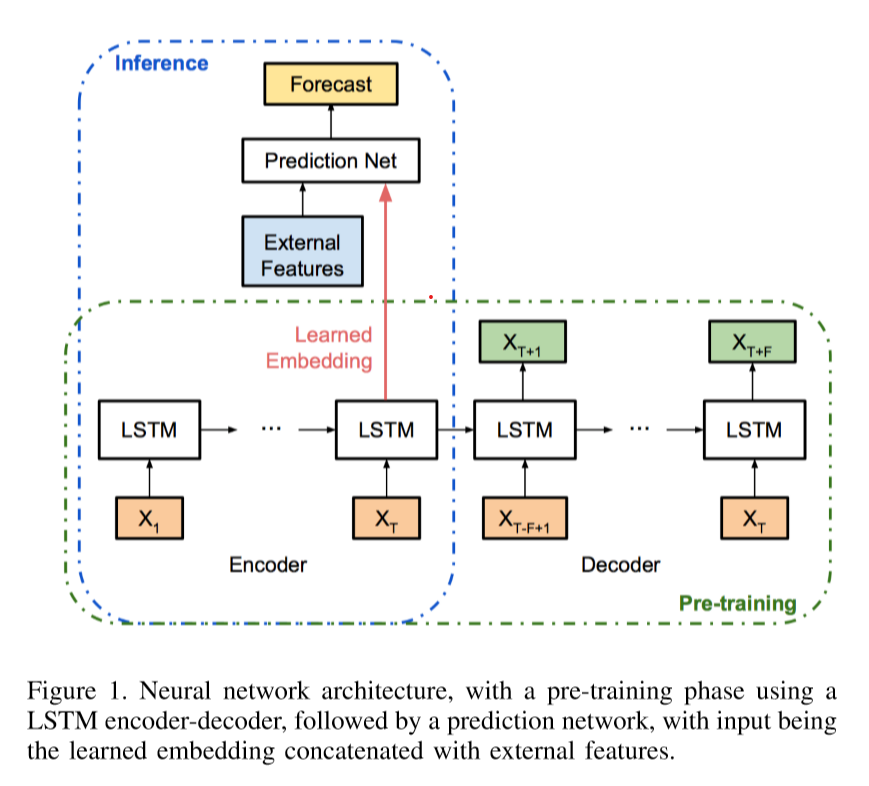 Inference
Forecast
Prediction Net
External
Features
Learned
Embedding
X_{T+1}
X_{T+F}
LSTM
...
LSTM
LSTM
...
LSTM
X_1
X_T
X_{T-F+1}
X_T
Encoder
Decoder
Pre-training
Figure 1. Neural network architecture, with a pre-training phase using a
LSTM encoder-decoder, followed by a prediction network, with input being
the learned embedding concatenated with external features.